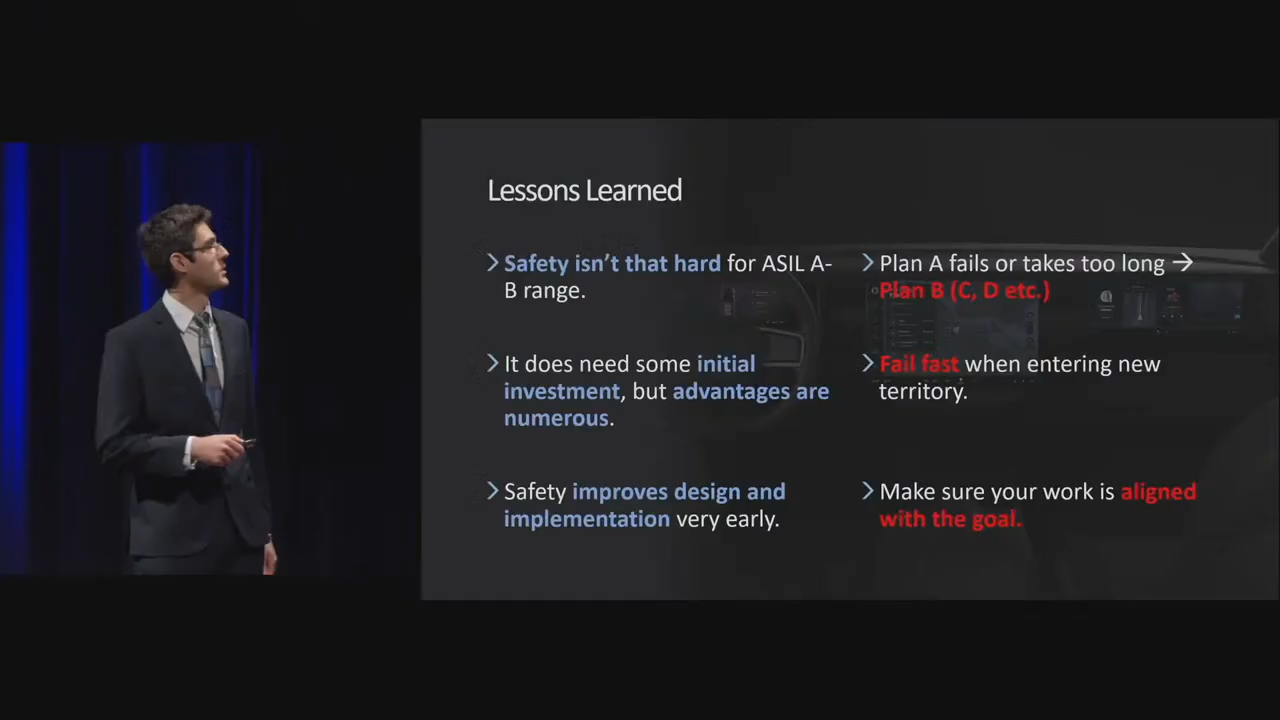 Lessons Learned
Safety isn't that hard for ASIL A-
B range.
It does need some initial
investment, but advantages are
numerous.
Safety improves design and
implementation very early.
Plan A fails or takes too long →
Plan B (C, D etc.)
Fail fast when entering new
territory.
Make sure your work is aligned
with the goal.